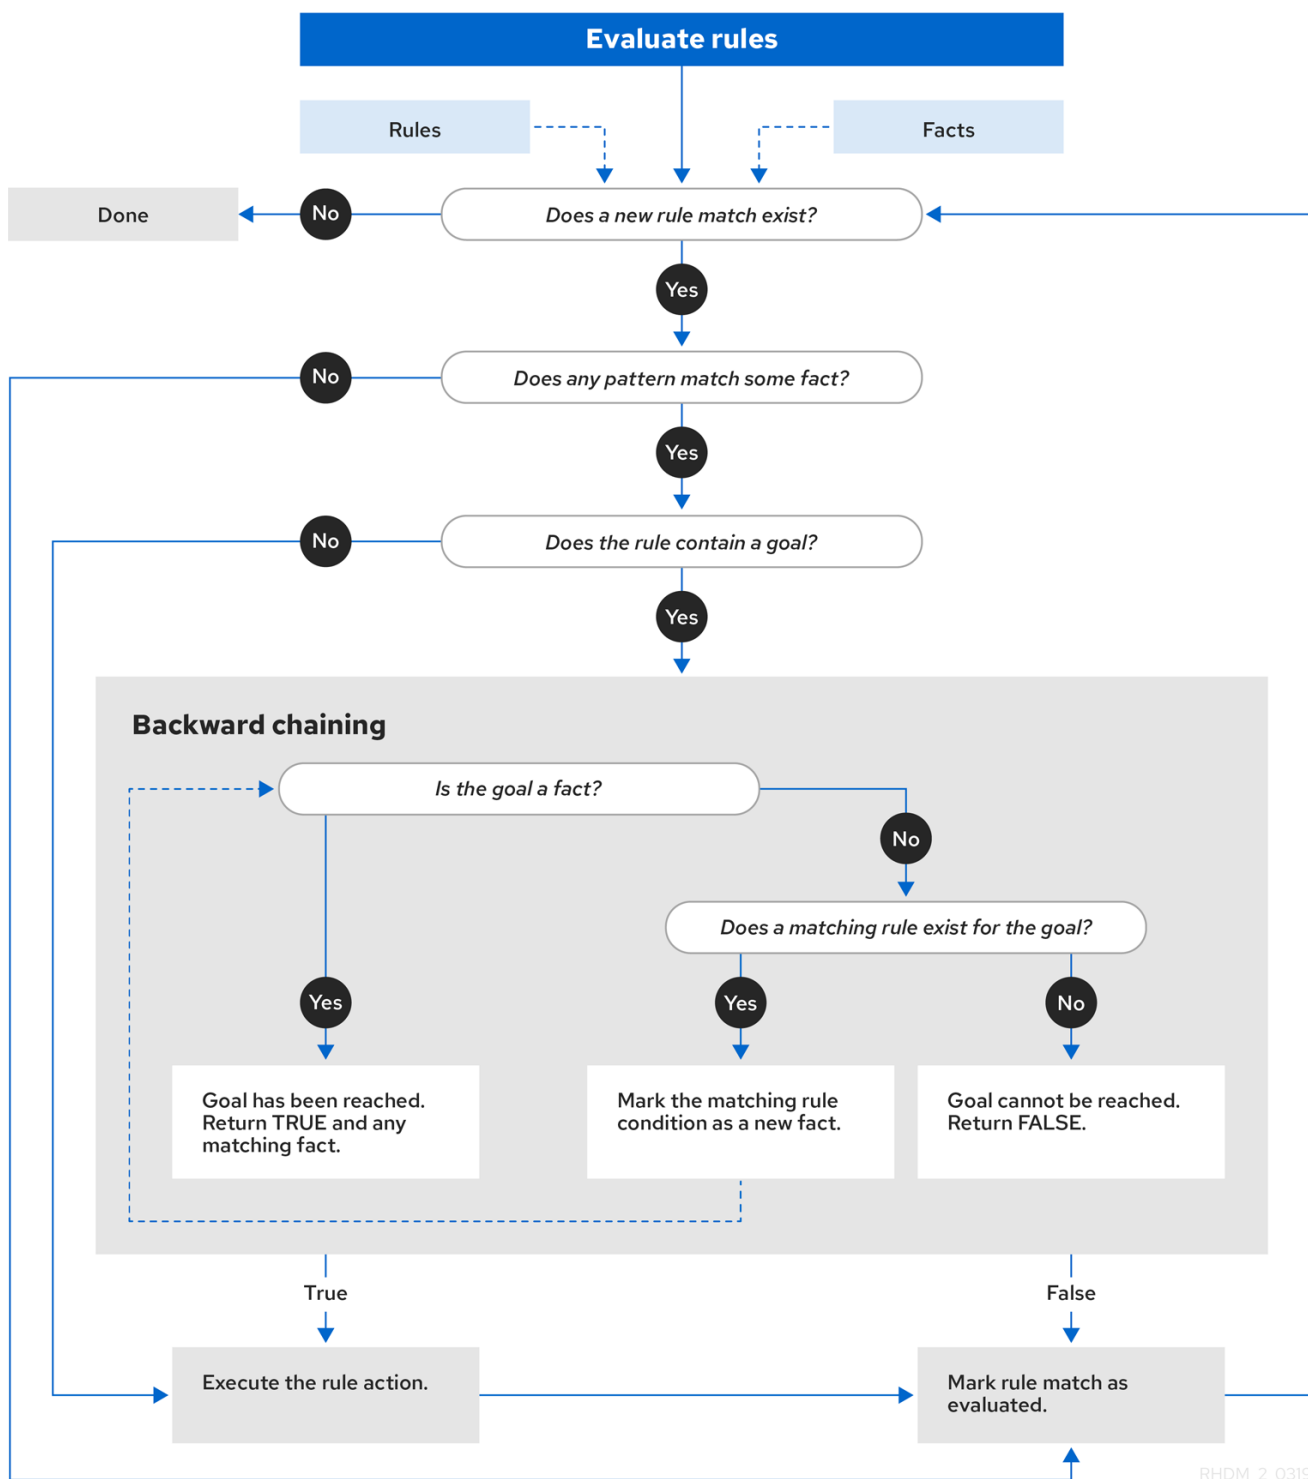 Evaluate rules
Rules
Facts
Done
No
Does a new rule match exist?
Yes
No
Does any pattern match some fact?
Yes
No
Does the rule contain a goal?
Yes
Backward chaining
Is the goal a fact?
No
Does a matching rule exist for the goal?
Yes
Yes
No
Goal has been reached.
Return TRUE and any
matching fact.
Mark the matching rule
condition as a new fact.
Goal cannot be reached.
Return FALSE.
True
False
Execute the rule action.
Mark rule match as
evaluated.
RHDM_2_0319